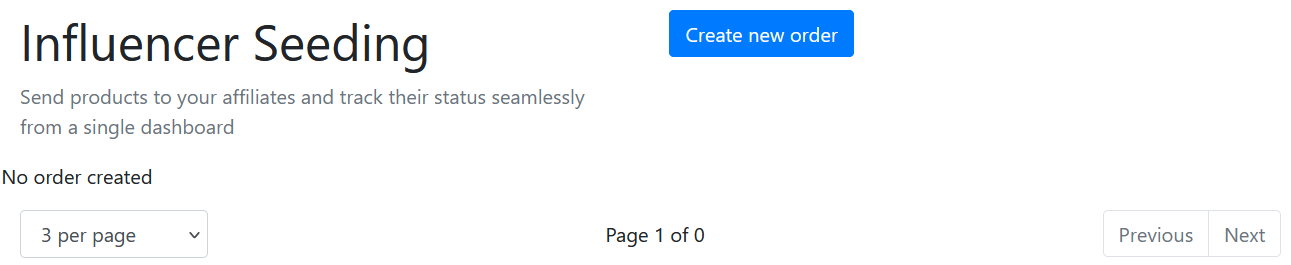 Influencer Seeding
Create new order
Send products to your affiliates and track their status seamlessly
from a single dashboard
No order created
3 per page
Page 1 of 0
Previous
Next